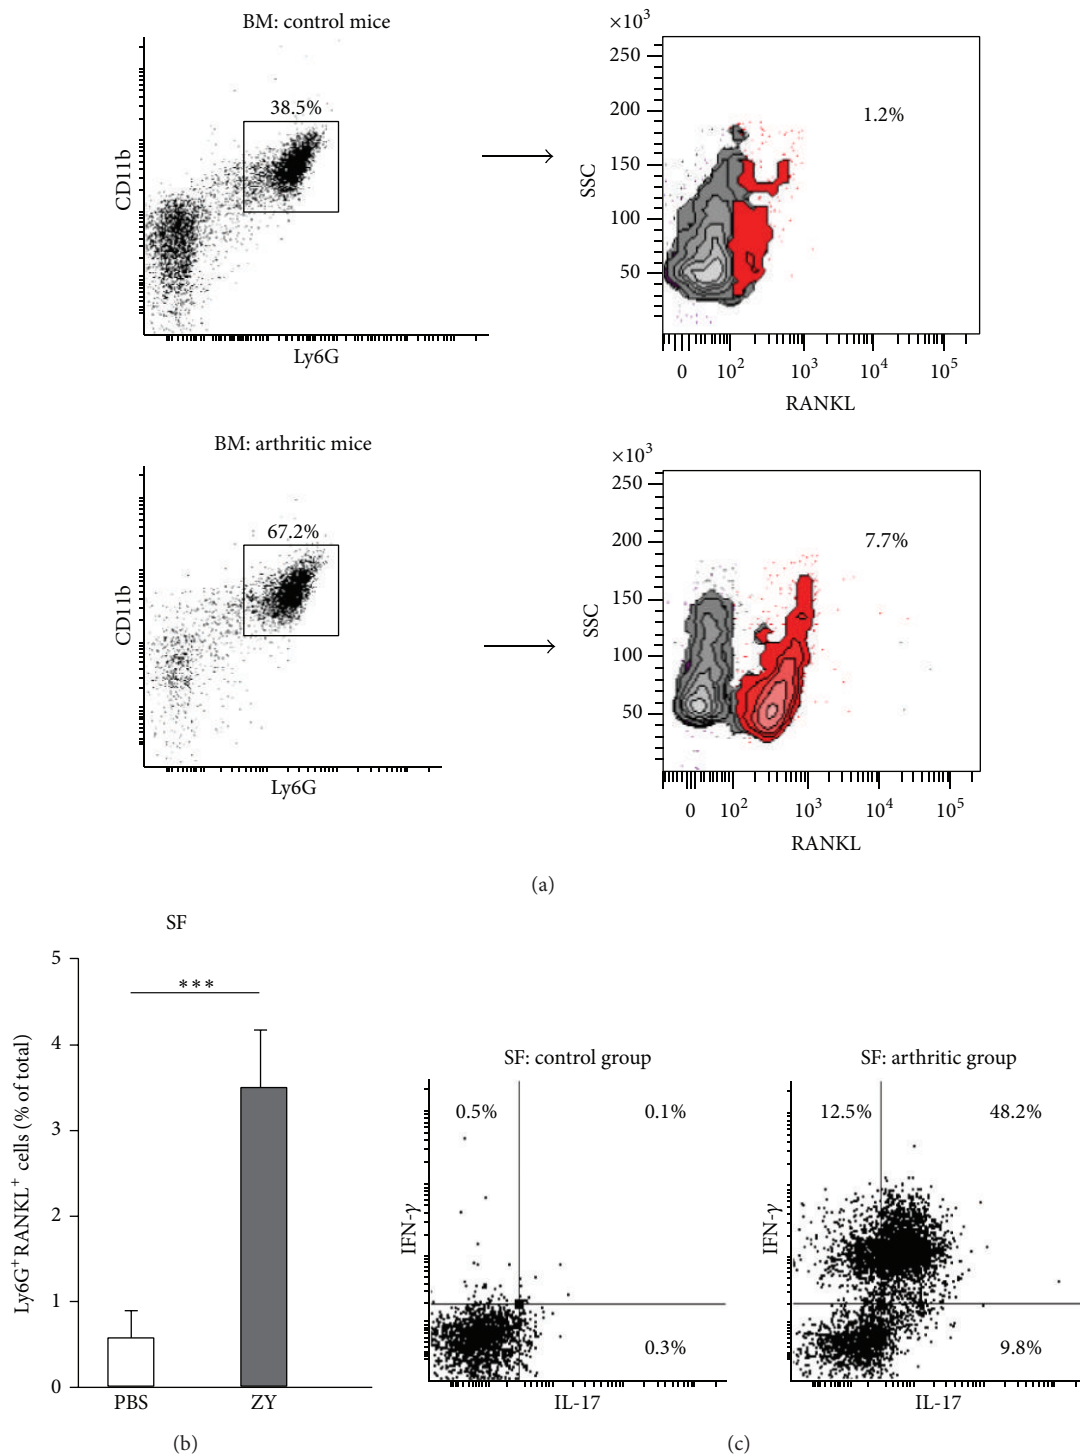 BM: control mice
38.5%
CD11b
Ly6G
×10³
250
200
150
100
50
SSC
1.2%
0 10² 10³ 10⁴ 10⁵
RANKL
BM: arthritic mice
67.2%
CD11b
Ly6G
×10³
250
200
150
100
50
SSC
7.7%
0 10² 10³ 10⁴ 10⁵
RANKL
(a)
SF
5
4
3
2
1
0
Ly6G⁺RANKL⁺ cells (% of total)
***
PBS ZY
(b)
SF: control group
0.5% 0.1%
0.3%
IFN-γ
IL-17
SF: arthritic group
12.5% 48.2%
9.8%
IFN-γ
IL-17
(c)